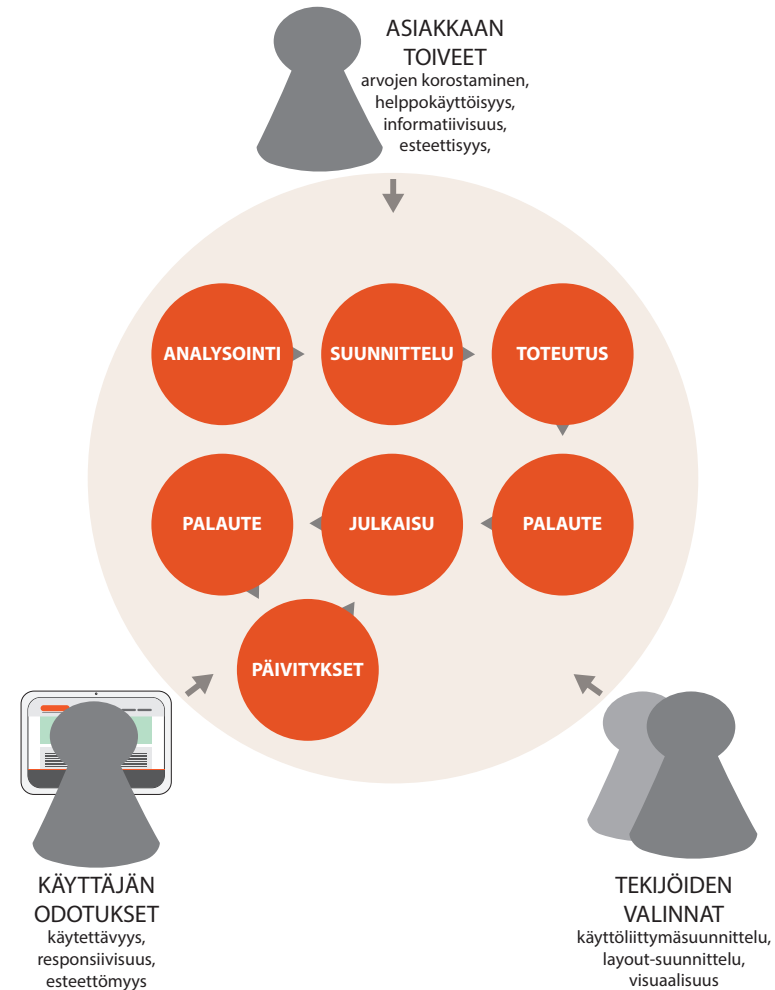 ASIAKKAAN
TOIVEET
arvojen korostaminen,
helppokäyttöisyys,
informatiivisuus,
esteettisyys,
ANALYSOINTI
SUUNNITTELU
TOTEUTUS
PALAUTE
JULKAISU
PALAUTE
PÄIVITYKSET
KÄYTTÄJÄN
ODOTUKSET
käytettävyys,
responsiivisuus,
esteettömyys
TEKIJÖIDEN
VALINNAT
käyttöliittymäsuunnittelu,
layout-suunnittelu,
visuaalisuus